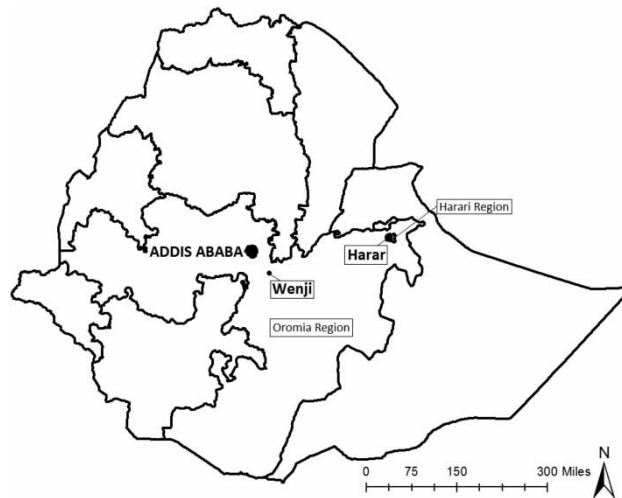 Harari Region
ADDIS ABABA
Harar
Wenji
Oromia Region
N
0 75 150 300 Miles